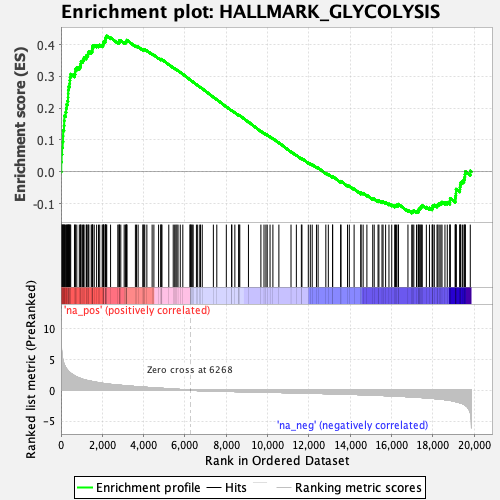 Enrichment plot: HALLMARK_GLYCOLYSIS
Enrichment score (ES)
0.4
0.3
0.2
0.1
0.0
-0.1
'na_pos' (positively correlated)
Ranked list metric (PreRanked)
10
5
0
-5
Zero cross at 6268
'na_neg' (negatively correlated)
0
2,000
4,000
6,000
8,000
10,000
12,000
14,000
16,000
18,000
20,000
Rank in Ordered Dataset
Enrichment profile
Hits
Ranking metric scores